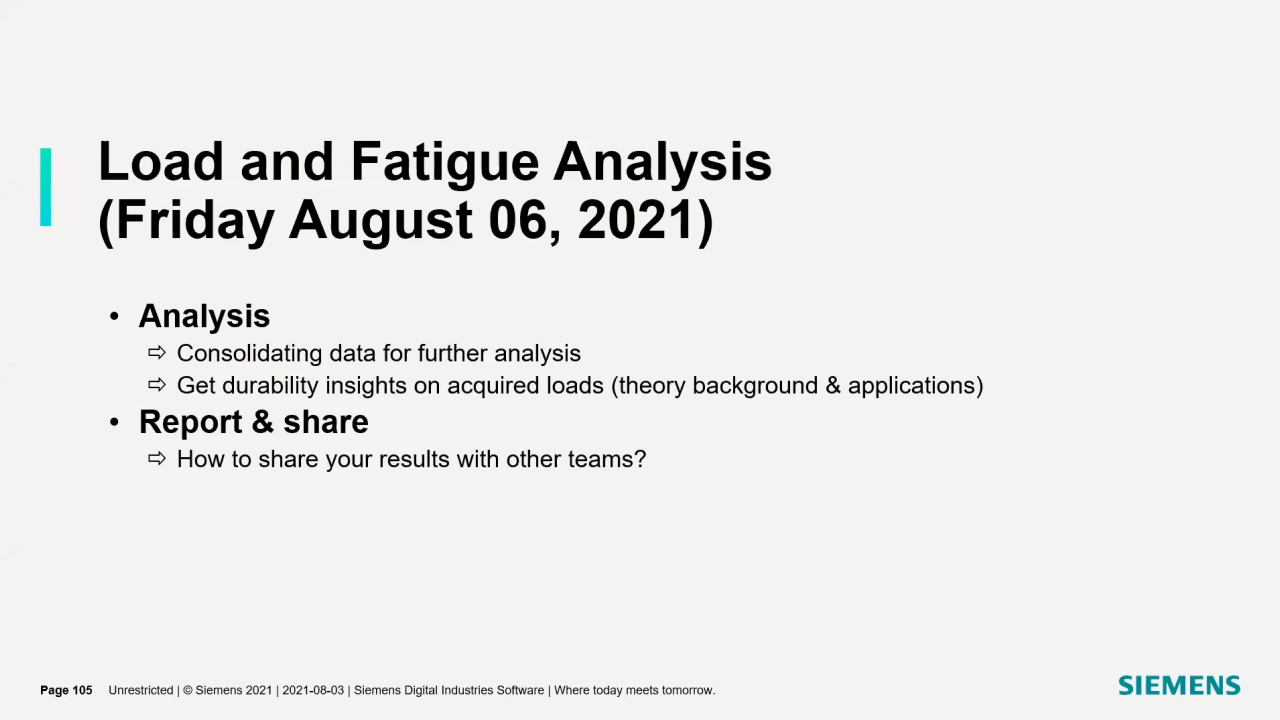 Load and Fatigue Analysis
(Friday August 06, 2021)
• Analysis
⇨ Consolidating data for further analysis
⇨ Get durability insights on acquired loads (theory background & applications)
• Report & share
⇨ How to share your results with other teams?
Page 105 Unrestricted | © Siemens 2021 | 2021-08-03 | Siemens Digital Industries Software | Where today meets tomorrow.
SIEMENS